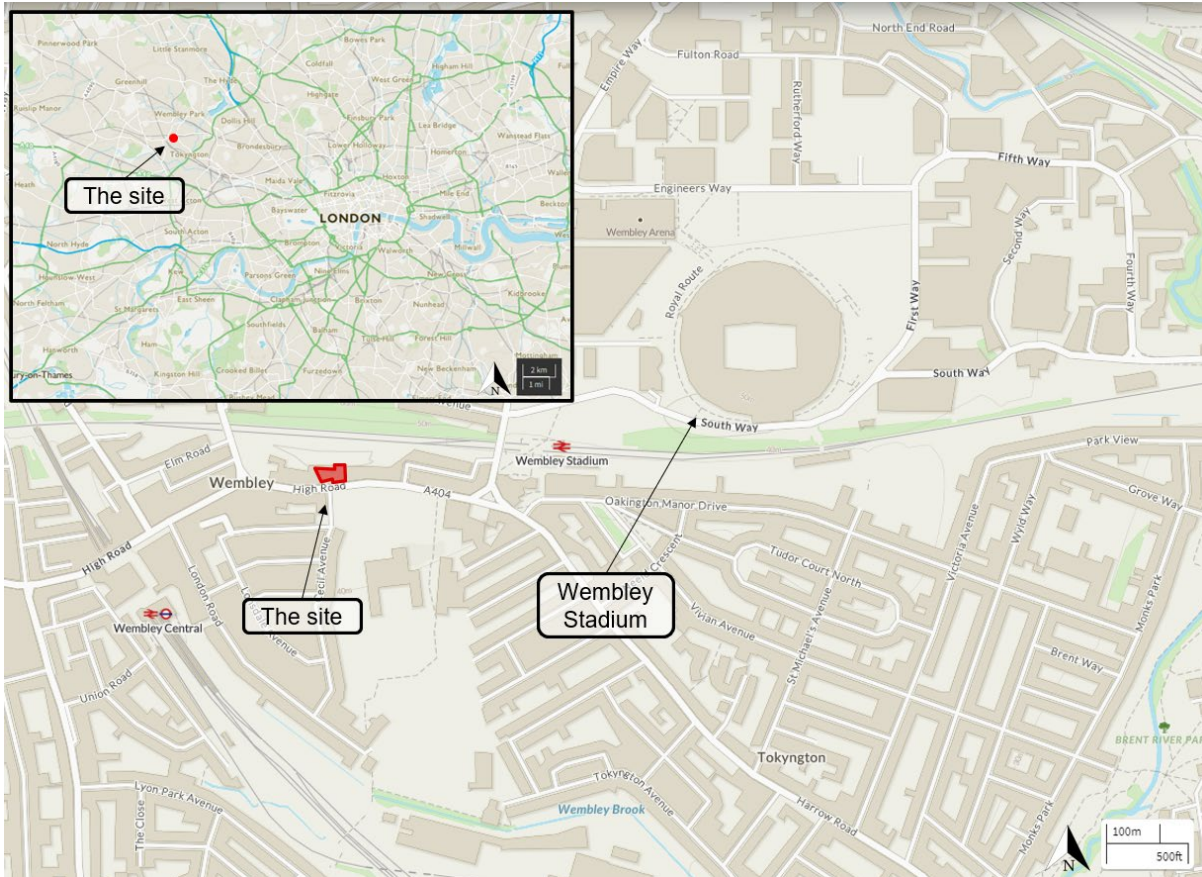 Pinnerwood Park
Little Stanmore
Bowes Park
Coldfall
Higham Hill
Greenhill
The Hyde
West Green
Highgate
Ruislip Manor
Wembley Park
Dollis Hill
Finsbury Park
Lea Bridge
Wanstead Flats
Tokyngton
Brondesbury
Lower Holloway
Homerton
The site
Maida Vale
Hoxton
Mile End
Beckton
Heath
Fitzrovia
Bayswater
LONDON
Shadwell
South Acton
North Hyde
Brompton
Victoria
Millwall
Walworth
Hounslow West
Kew
Parsons Green
Nine Elms
New Cross
North Feltham
East Sheen
Clapham Junction
Brixton
Nunhead
Kidbrooke
St Margarets
Southfields
Balham
Tulse Hill
Forest Hill
Ham
Hanworth
Kingston Hill
Crooked Billet
Furzedown
New Beckenham
Mottingham
ury-on-Thames
N
2 km
1 mi
North End Road
Fulton Road
Empire Way
Rutherford Way
Fifth Way
Engineers Way
Wembley Arena
Second Way
Royal Route
First Way
Fourth Way
South Way
South Way
Park View
Elm Road
Wembley Stadium
Wembley
High Road
A404
Oakington Manor Drive
Grove Way
Wyld Way
Victoria Avenue
High Road
Cecil Avenue
London Road
Tudor Court North
Wembley
Stadium
The site
Wembley Central
Vivian Avenue
St Michael's Avenue
Monks Park
Brent Way
Union Road
BRENT RIVER PAR
Tokyngton
Lyon Park Avenue
The Close
Tokyngton Avenue
Wembley Brook
Harrow Road
Monks Park
N
100m
500ft